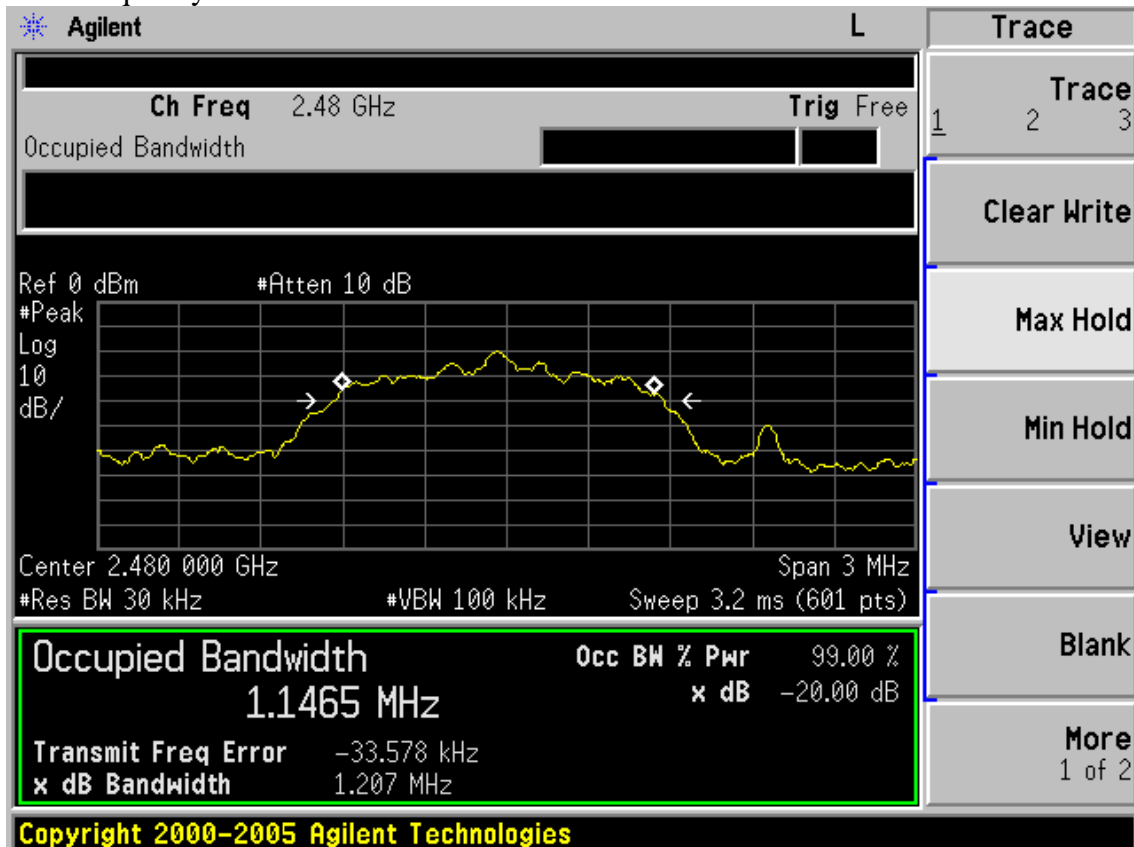 Agilent L Trace
Ch Freq 2.48 GHz Trig Free
Occupied Bandwidth
Trace
1 2 3
Clear Write
Ref 0 dBm #Atten 10 dB
#Peak
Log
10
dB/
Max Hold
Min Hold
View
Center 2.480 000 GHz Span 3 MHz
#Res BW 30 kHz #VBW 100 kHz Sweep 3.2 ms (601 pts)
Blank
Occupied Bandwidth Occ BW % Pwr 99.00 %
1.1465 MHz x dB -20.00 dB
Transmit Freq Error -33.578 kHz
x dB Bandwidth 1.207 MHz
More
1 of 2
Copyright 2000-2005 Agilent Technologies